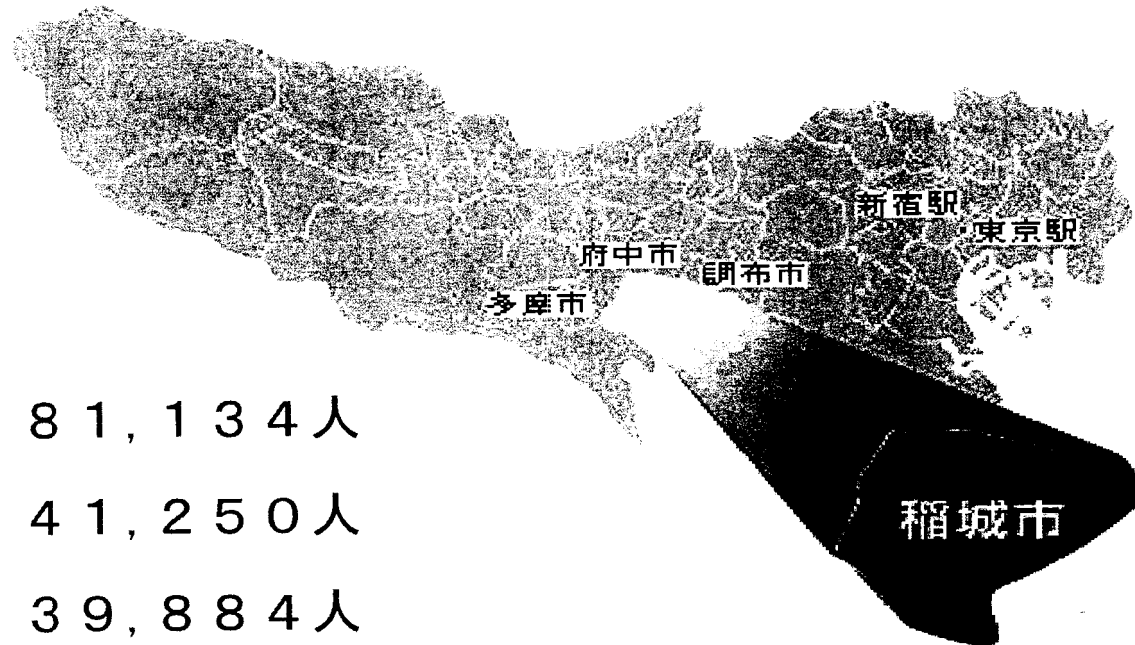 新宿駅
東京駅
府中市
調布市
多摩市
81,134人
41,250人
39,884人
稲城市